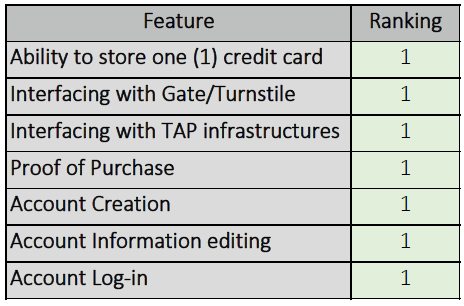 Feature Ranking
Ability to store one (1) credit card 1
Interfacing with Gate/Turnstile 1
Interfacing with TAP infrastructures 1
Proof of Purchase 1
Account Creation 1
Account Information editing 1
Account Log-in 1